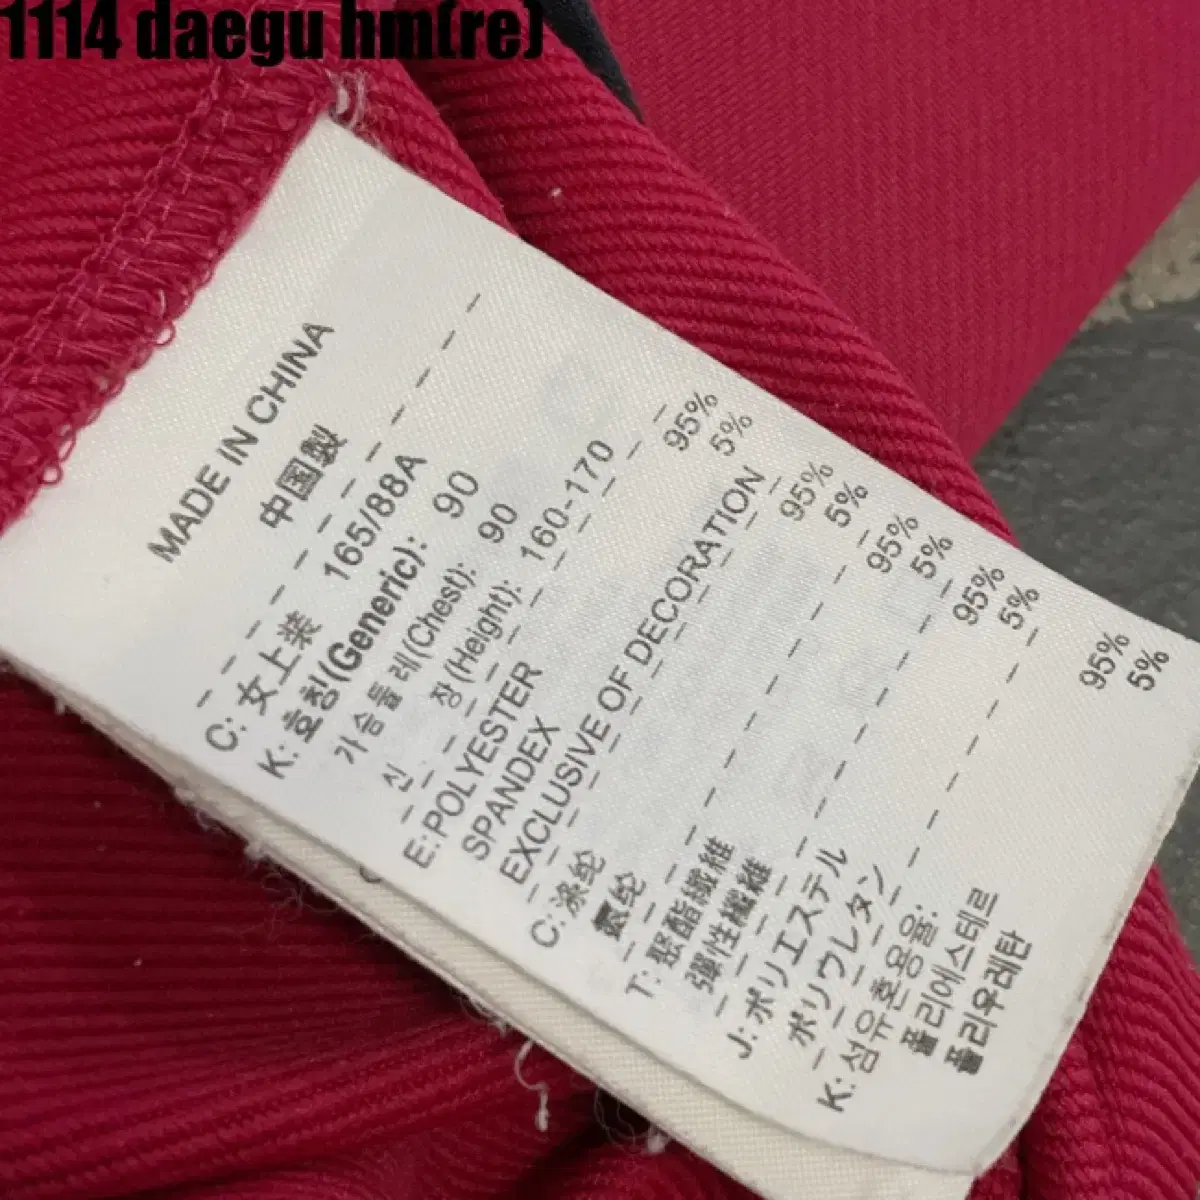 1114 daegu hm(re)
MADE IN CHINA
中国製
C: 女上装 165/88A
K: 호칭(Generic): 90
가슴둘레(Chest): 90
신 장(Height): 160-170
E: POLYESTER 95%
SPANDEX 5%
EXCLUSIVE OF DECORATION
C: 涤纶 95%
氨纶 5%
T: 聚酯纖維 95%
彈性纖維 5%
J: ポリエステル 95%
ポリウレタン 5%
K: 섬유혼용율:
폴리에스테르 95%
폴리우레탄 5%